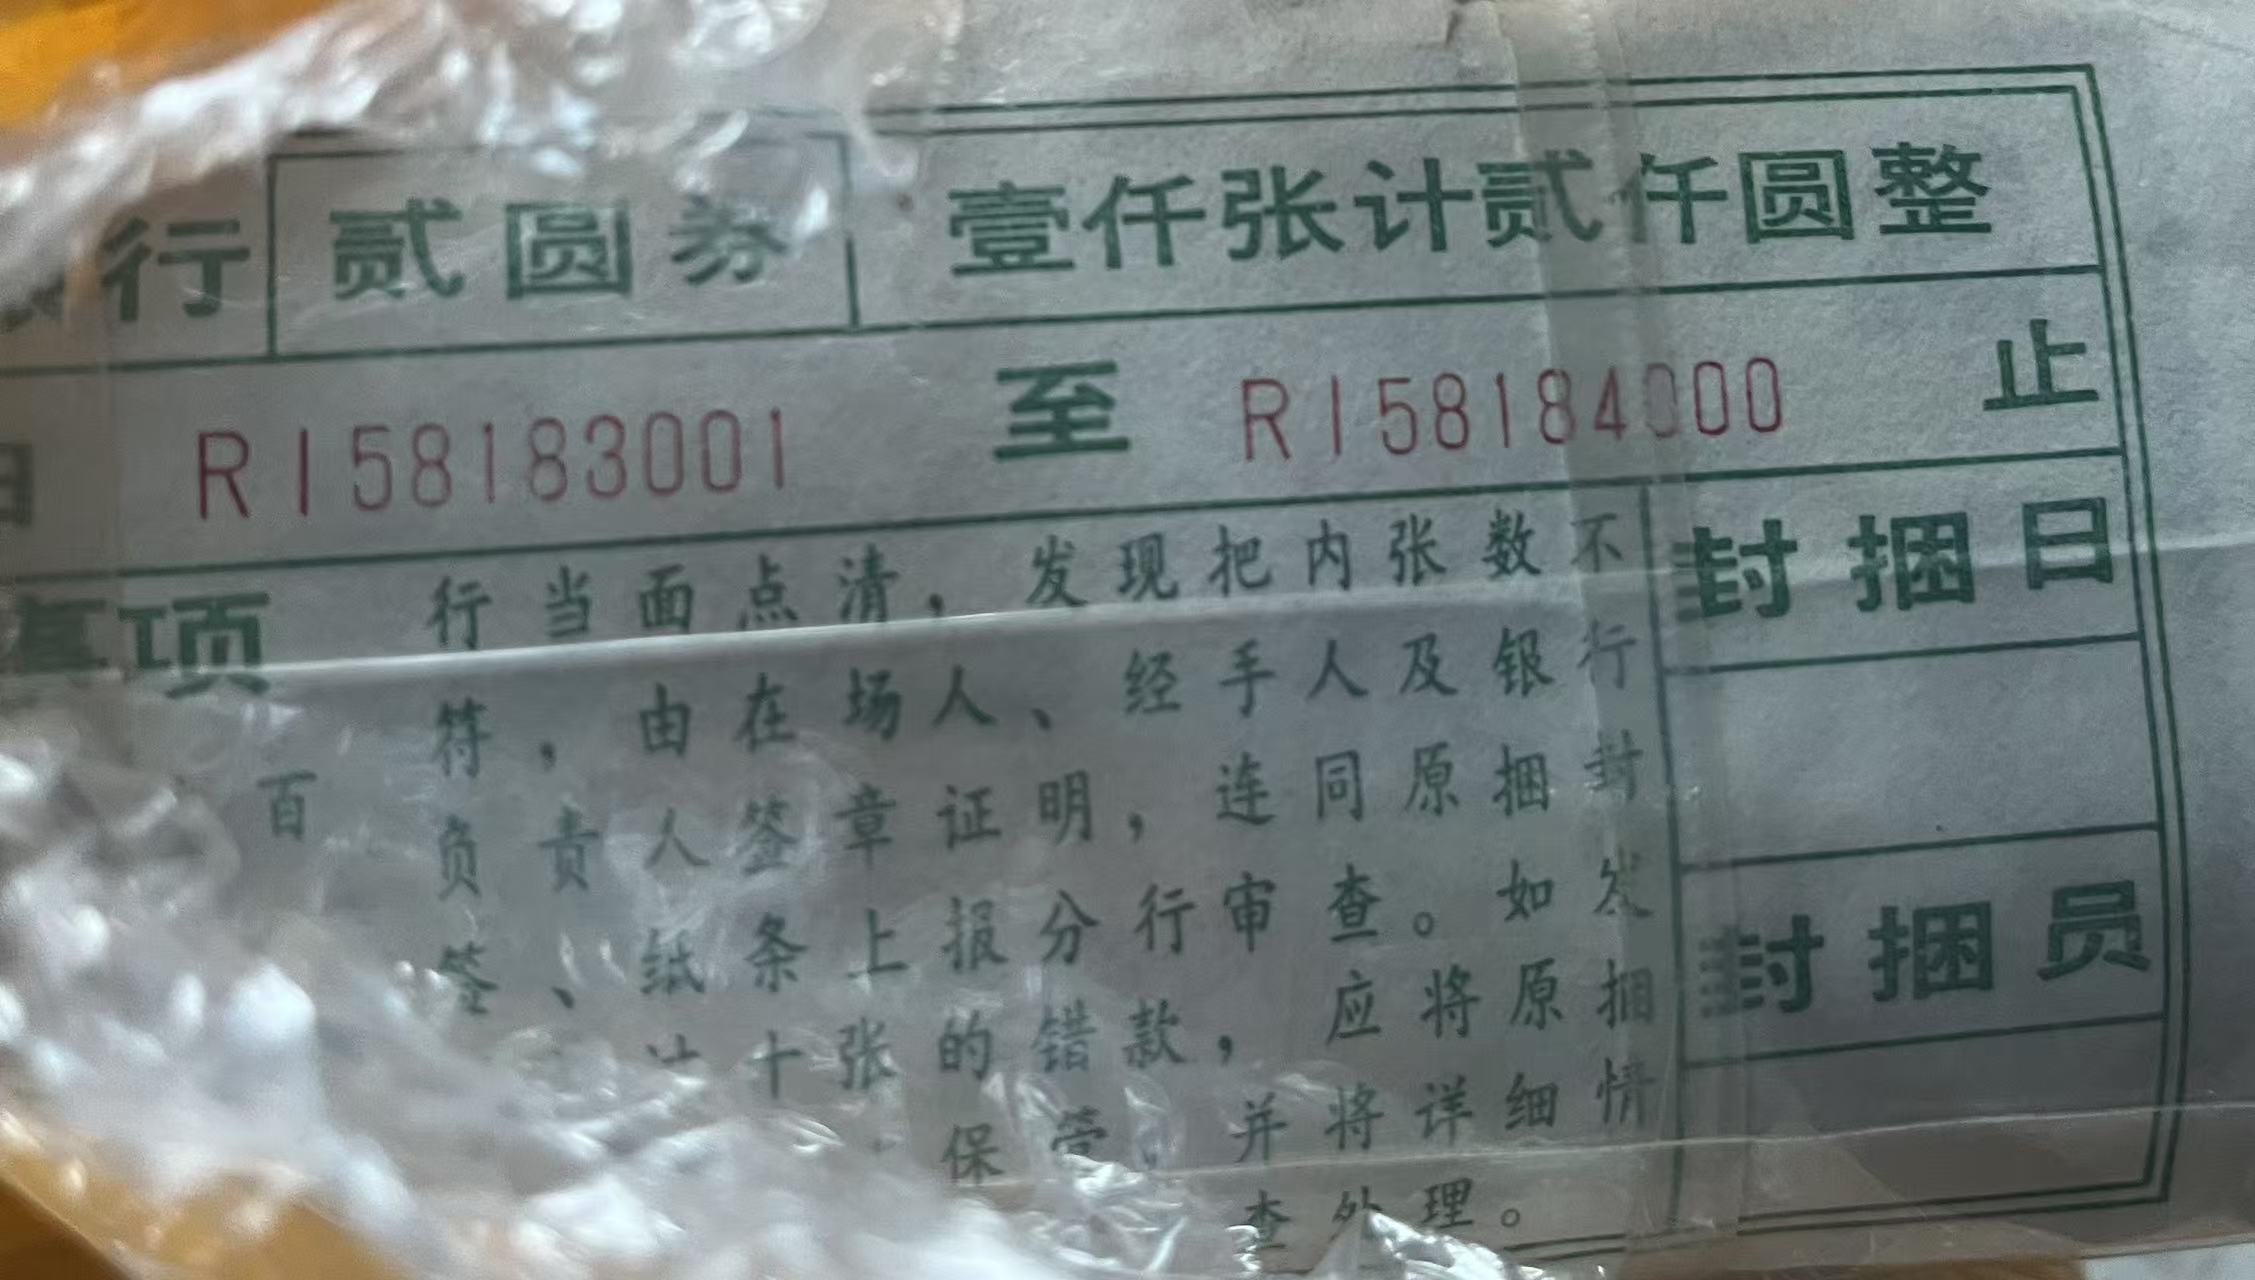 行 贰圆券 壹仟张计贰仟圆整
RI58183001 至 RI58184000 止
项 行当面点清，发现把内张数不 封捆日
符，由在场人、经手人及银行
百 负责人签章证明，连同原捆封
签、纸条上报分行审查。如发 封捆员
十张的错款，应将原捆
保管，并将详细情
查处理。